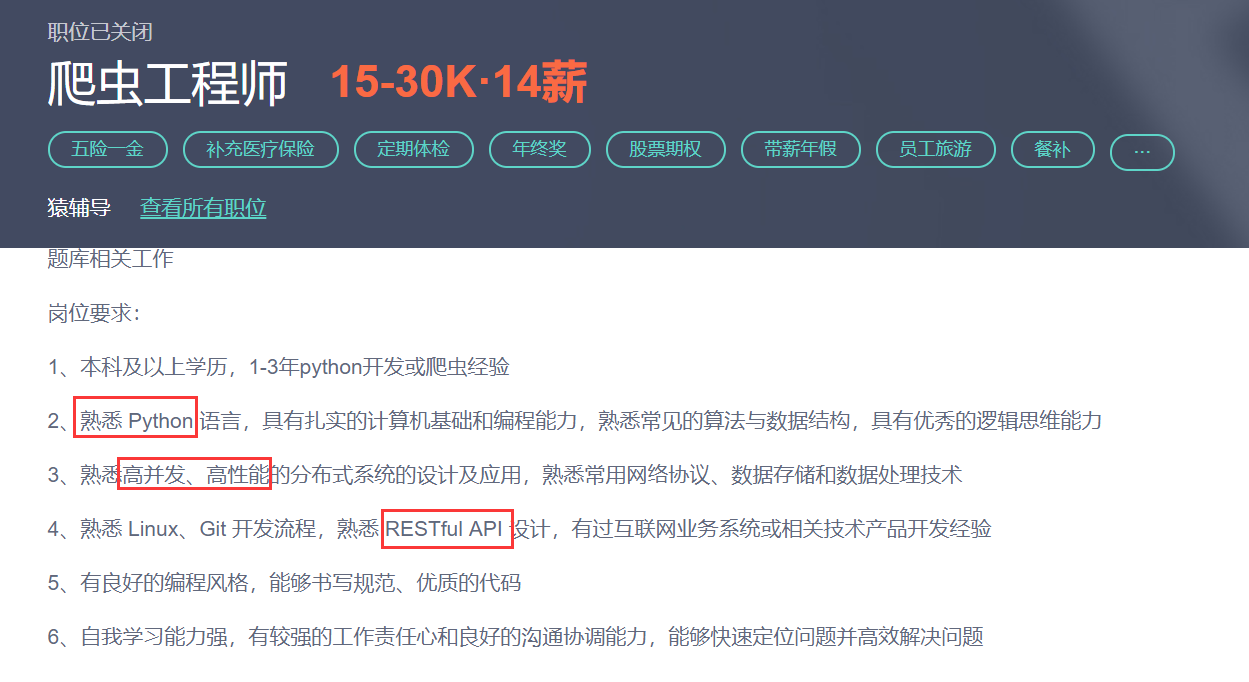 职位已关闭
爬虫工程师 15-30K·14薪
五险一金 补充医疗保险 定期体检 年终奖 股票期权 带薪年假 员工旅游 餐补 ...
猿辅导 查看所有职位
题库相关工作
岗位要求：
1、本科及以上学历，1-3年python开发或爬虫经验
2、熟悉 Python 语言，具有扎实的计算机基础和编程能力，熟悉常见的算法与数据结构，具有优秀的逻辑思维能力
3、熟悉高并发、高性能的分布式系统的设计及应用，熟悉常用网络协议、数据存储和数据处理技术
4、熟悉 Linux、Git 开发流程，熟悉 RESTful API 设计，有过互联网业务系统或相关技术产品开发经验
5、有良好的编程风格，能够书写规范、优质的代码
6、自我学习能力强，有较强的工作责任心和良好的沟通协调能力，能够快速定位问题并高效解决问题